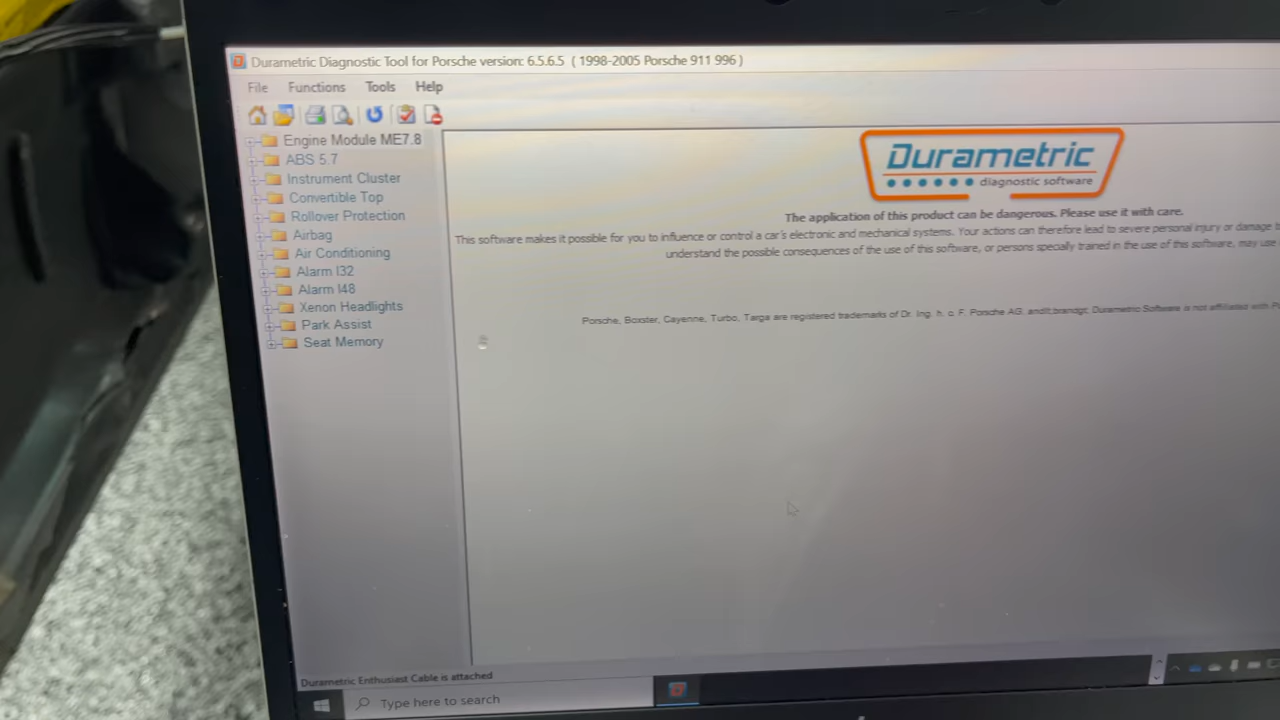 Durametric Diagnostic Tool for Porsche version: 6.5.6.5 ( 1998-2005 Porsche 911 996 )
File Functions Tools Help
Engine Module ME7.8
ABS 5.7
Instrument Cluster
Convertible Top
Rollover Protection
Airbag
Air Conditioning
Alarm I32
Alarm I48
Xenon Headlights
Park Assist
Seat Memory
Durametric
diagnostic software
The application of this product can be dangerous. Please use it with care.
This software makes it possible for you to influence or control a car's electronic and mechanical systems. Your actions can therefore lead to severe personal injury or damage
understand the possible consequences of the use of this software, or persons specially trained in the use of this software, may use
Porsche, Boxster, Cayenne, Turbo, Targa are registered trademarks of Dr. Ing. h. c. F. Porsche AG. Durametric Software is not affiliated with
Durametric Enthusiast Cable is attached
Type here to search